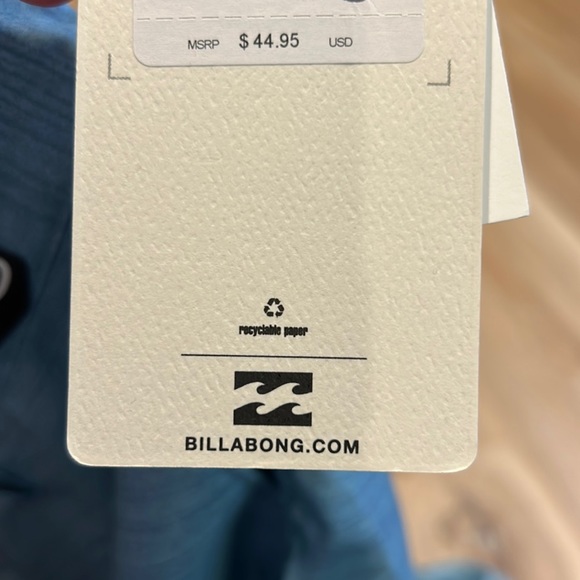 MSRP $44.95 USD
recyclable paper
BILLABONG.COM